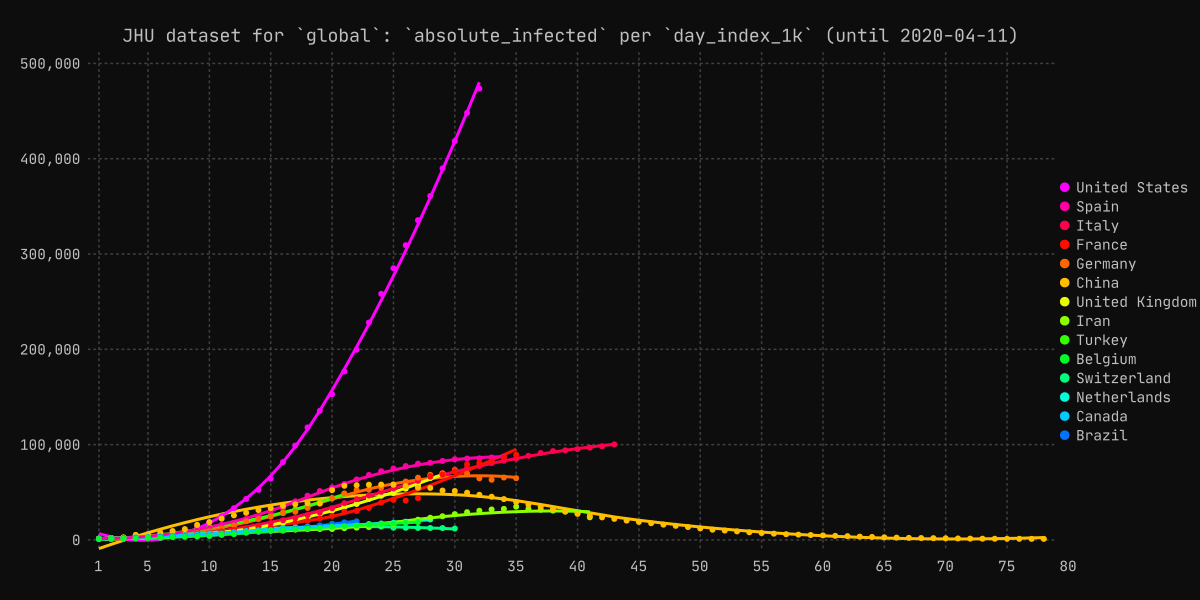 JHU dataset for `global`: `absolute_infected` per `day_index_1k` (until 2020-04-11)
500,000
400,000
300,000
200,000
100,000
0
1 5 10 15 20 25 30 35 40 45 50 55 60 65 70 75 80
United States
Spain
Italy
France
Germany
China
United Kingdom
Iran
Turkey
Belgium
Switzerland
Netherlands
Canada
Brazil